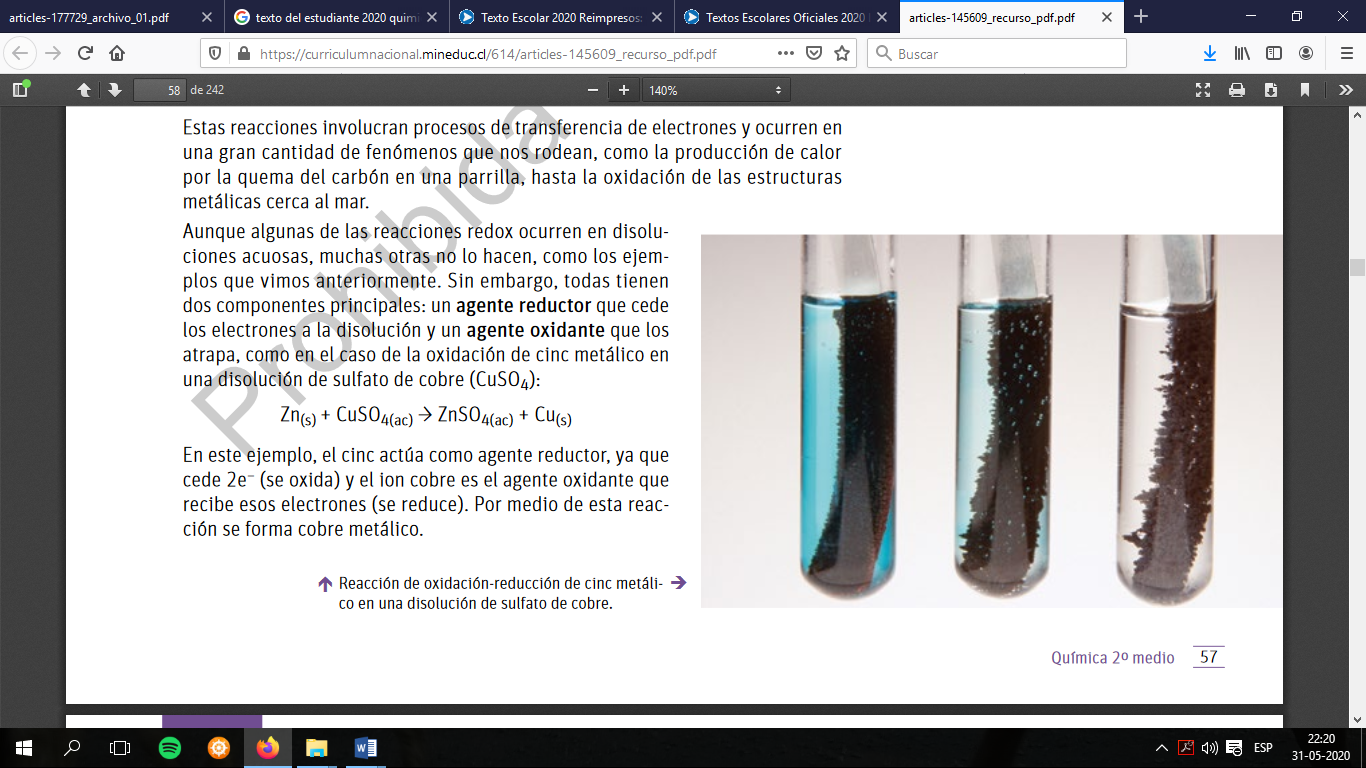 articles-177729_archivo_01.pdf
texto del estudiante 2020 quími
Texto Escolar 2020 Reimpresos:
Textos Escolares Oficiales 2020
articles-145609_recurso_pdf.pdf
https://curriculumnacional.mineduc.cl/614/articles-145609_recurso_pdf.pdf
Buscar
58 de 242
140%
Estas reacciones involucran procesos de transferencia de electrones y ocurren en
una gran cantidad de fenómenos que nos rodean, como la producción de calor
por la quema del carbón en una parrilla, hasta la oxidación de las estructuras
metálicas cerca al mar.
Aunque algunas de las reacciones redox ocurren en disolu-
ciones acuosas, muchas otras no lo hacen, como los ejem-
plos que vimos anteriormente. Sin embargo, todas tienen
dos componentes principales: un agente reductor que cede
los electrones a la disolución y un agente oxidante que los
atrapa, como en el caso de la oxidación de cinc metálico en
una disolución de sulfato de cobre (CuSO4):
Zn(s) + CuSO4(ac) → ZnSO4(ac) + Cu(s)
En este ejemplo, el cinc actúa como agente reductor, ya que
cede 2e⁻ (se oxida) y el ion cobre es el agente oxidante que
recibe esos electrones (se reduce). Por medio de esta reac-
ción se forma cobre metálico.
Prohibida
Reacción de oxidación-reducción de cinc metáli-
co en una disolución de sulfato de cobre.
Química 2º medio 57
ESP
22:20
31-05-2020